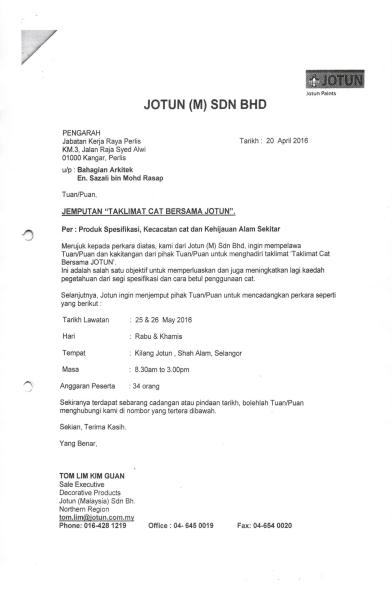 JOTUN
Jotun Paints
JOTUN (M) SDN BHD
PENGARAH
Jabatan Kerja Raya Perlis
KM.3, Jalan Raja Syed Alwi
01000 Kangar, Perlis
Tarikh : 20 April 2016
u/p : Bahagian Arkitek
En. Sazali bin Mohd Rasap
Tuan/Puan,
JEMPUTAN "TAKLIMAT CAT BERSAMA JOTUN".
Per : Produk Spesifikasi, Kecacatan cat dan Kehijauan Alam Sekitar
Merujuk kepada perkara diatas, kami dari Jotun (M) Sdn Bhd, ingin mempelawa
Tuan/Puan dan kakitangan dari pihak Tuan/Puan untuk menghadiri taklimat 'Taklimat Cat
Bersama JOTUN'.
Ini adalah salah satu objektif untuk memperluaskan dan juga meningkatkan lagi kaedah
pegetahuan dari segi spesifikasi dan cara betul penggunaan cat.
Selanjutnya, Jotun ingin menjemput pihak Tuan/Puan untuk mencadangkan perkara seperti
yang berikut :
Tarikh Lawatan : 25 & 26 May 2016
Hari : Rabu & Khamis
Tempat : Kilang Jotun , Shah Alam, Selangor
Masa : 8.30am to 3.00pm
Anggaran Peserta : 34 orang
Sekiranya terdapat sebarang cadangan atau pindaan tarikh, bolehlah Tuan/Puan
menghubungi kami di nombor yang tertera dibawah.
Sekian, Terima Kasih.
Yang Benar,
TOM LIM KIM GUAN
Sale Executive
Decorative Products
Jotun (Malaysia) Sdn Bh.
Northern Region
tom.lim@jotun.com.my
Phone: 016-428 1219 Office : 04- 645 0019 Fax: 04-654 0020